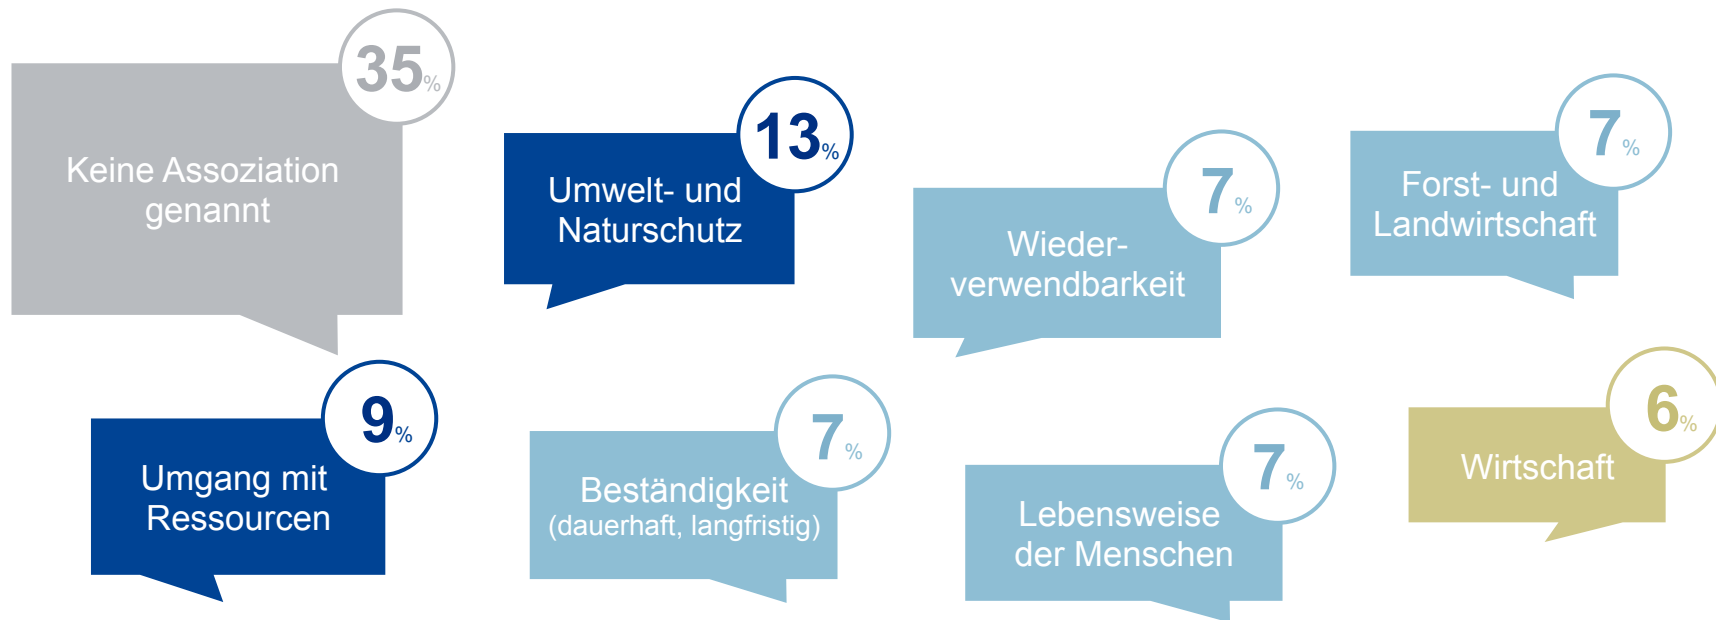 35%
Keine Assoziation
genannt
13%
Umwelt- und
Naturschutz
7%
Wieder-
verwendbarkeit
7%
Forst- und
Landwirtschaft
9%
Umgang mit
Ressourcen
7%
Beständigkeit
(dauerhaft, langfristig)
7%
Lebensweise
der Menschen
6%
Wirtschaft